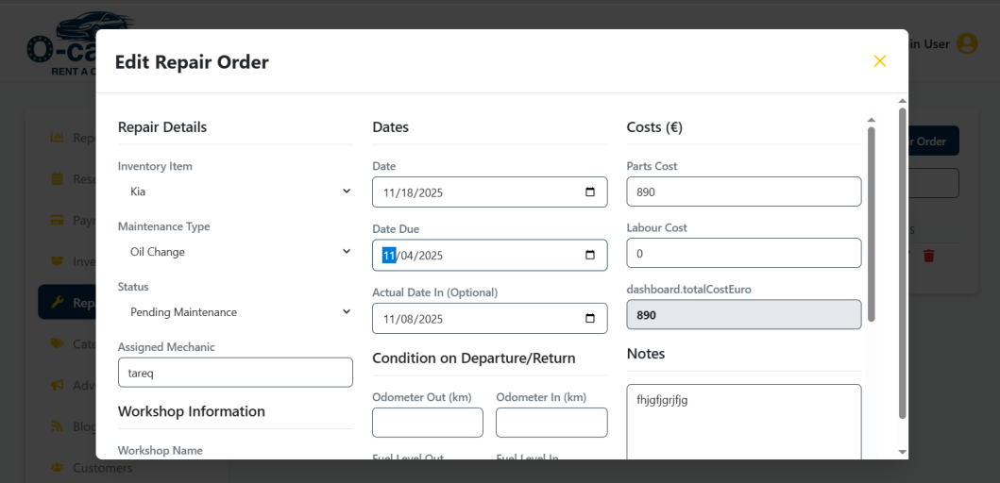 O-ca
RENT A C
in User
Edit Repair Order
Repair Details
Inventory Item
Kia
Maintenance Type
Oil Change
Status
Pending Maintenance
Assigned Mechanic
tareq
Workshop Information
Workshop Name
Dates
Date
11/18/2025
Date Due
11/04/2025
Actual Date In (Optional)
11/08/2025
Condition on Departure/Return
Odometer Out (km) Odometer In (km)
Fuel Level Out Fuel Level In
Costs (€)
Parts Cost
890
Labour Cost
0
dashboard.totalCostEuro
890
Notes
fhjgfjgrjfjg
Rep
Rese
Payr
Inve
Rep
Cate
Adv
Blog
Customers
r Order
s